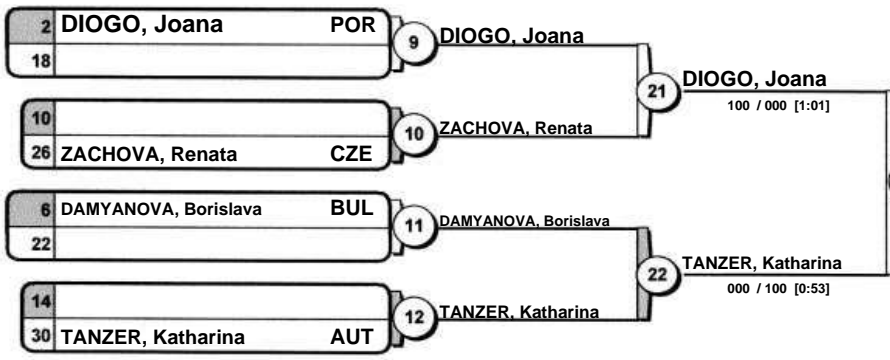 2 DIOGO, Joana POR
18
9 DIOGO, Joana
10
26 ZACHOVA, Renata CZE
10 ZACHOVA, Renata
21 DIOGO, Joana
100 / 000 [1:01]
6 DAMYANOVA, Borislava BUL
22
11 DAMYANOVA, Borislava
14
30 TANZER, Katharina AUT
12 TANZER, Katharina
22 TANZER, Katharina
000 / 100 [0:53]